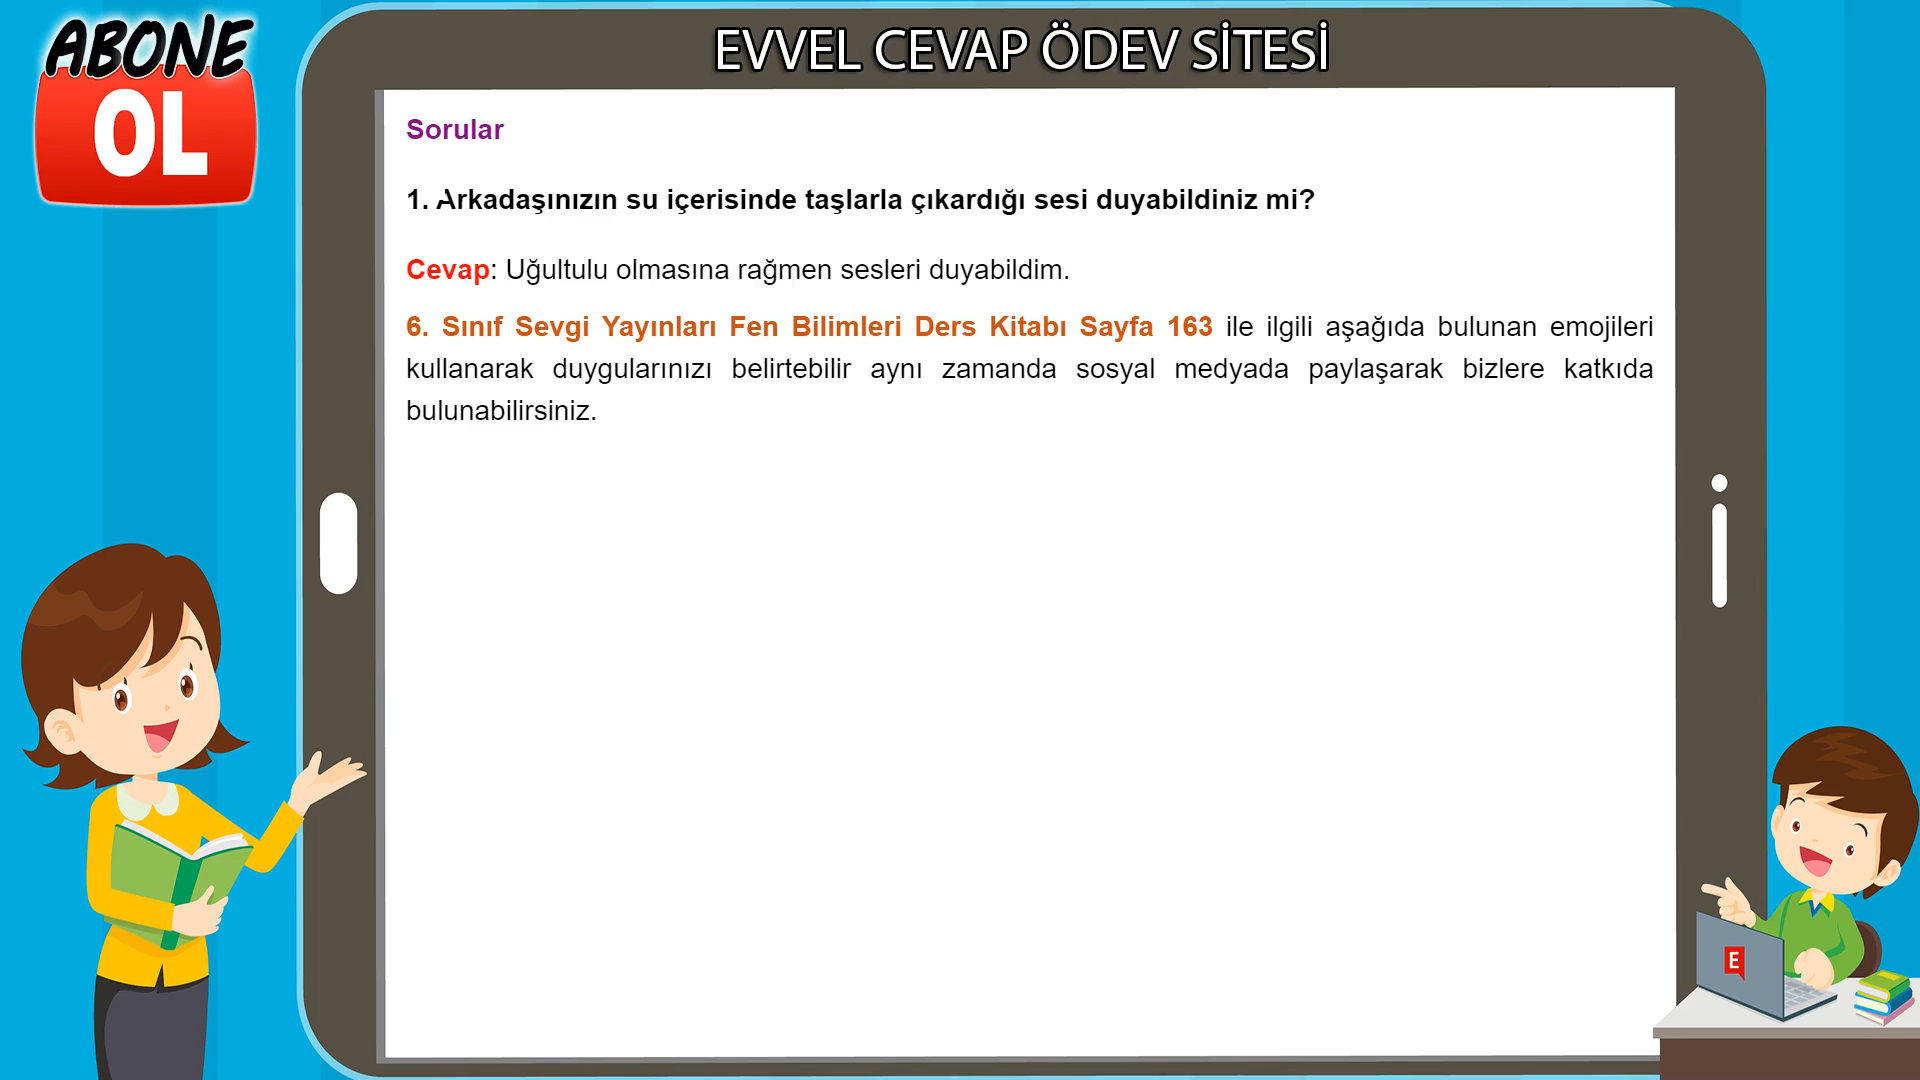 ABONE
OL
EVVEL CEVAP ÖDEV SİTESİ
Sorular
1. Arkadaşınızın su içerisinde taşlarla çıkardığı sesi duyabildiniz mi?
Cevap: Uğultulu olmasına rağmen sesleri duyabildim.
6. Sınıf Sevgi Yayınları Fen Bilimleri Ders Kitabı Sayfa 163 ile ilgili aşağıda bulunan emojileri
kullanarak duygularınızı belirtebilir aynı zamanda sosyal medyada paylaşarak bizlere katkıda
bulunabilirsiniz.
E